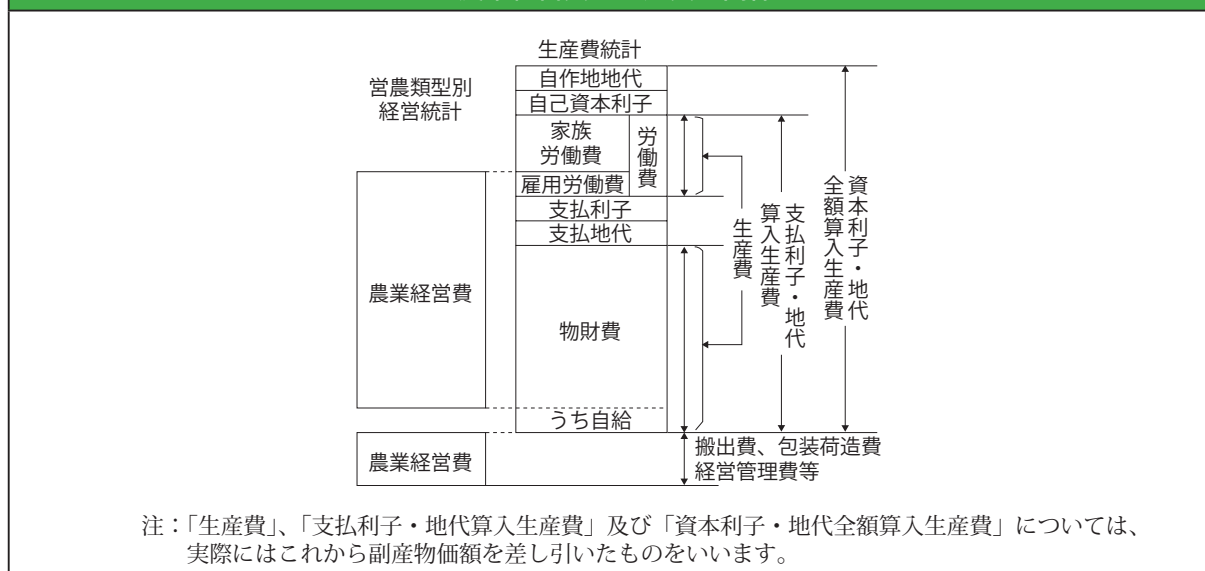 生産費統計
営農類型別
経営統計
自作地地代
自己資本利子
家族
労働費
労働費
雇用労働費
支払利子
支払地代
農業経営費
物財費
うち自給
生産費
支払利子・地代
算入生産費
資本利子・地代
全額算入生産費
農業経営費
搬出費、包装荷造費
経営管理費等
注：「生産費」、「支払利子・地代算入生産費」及び「資本利子・地代全額算入生産費」については、
実際にはこれから副産物価額を差し引いたものをいいます。